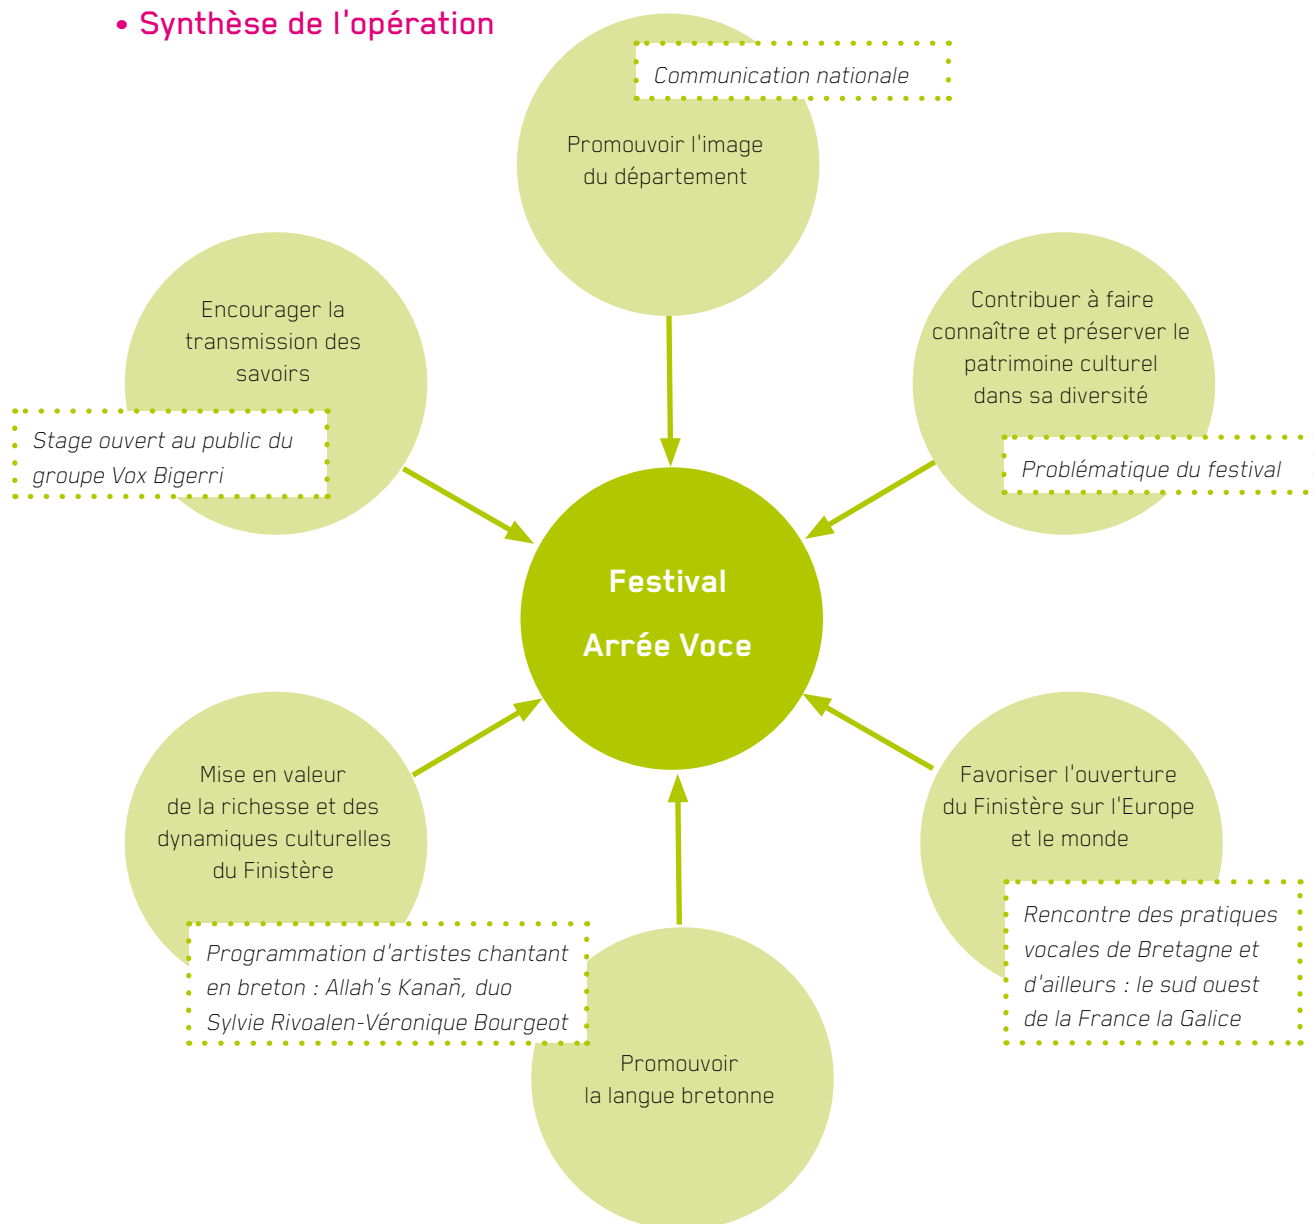 • Synthèse de l'opération
Communication nationale
Promouvoir l'image
du département
Encourager la
transmission des
savoirs
Stage ouvert au public du
groupe Vox Bigerri
Contribuer à faire
connaître et préserver le
patrimoine culturel
dans sa diversité
Problématique du festival
Festival
Arrée Voce
Mise en valeur
de la richesse et des
dynamiques culturelles
du Finistère
Programmation d'artistes chantant
en breton : Allah's Kanañ, duo
Sylvie Rivoalen-Véronique Bourgeot
Favoriser l'ouverture
du Finistère sur l'Europe
et le monde
Rencontre des pratiques
vocales de Bretagne et
d'ailleurs : le sud ouest
de la France la Galice
Promouvoir
la langue bretonne